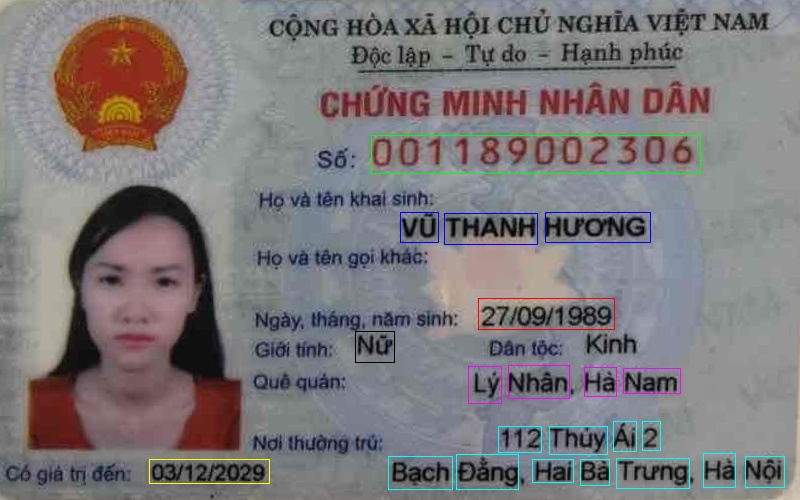 CỘNG HÒA XÃ HỘI CHỦ NGHĨA VIỆT NAM
Độc lập – Tự do – Hạnh phúc
CHỨNG MINH NHÂN DÂN
Số: 001189002306
Họ và tên khai sinh:
VŨ THANH HƯƠNG
Họ và tên gọi khác:
Ngày, tháng, năm sinh: 27/09/1989
Giới tính: Nữ Dân tộc: Kinh
Quê quán: Lý Nhân, Hà Nam
Nơi thường trú: 112 Thúy Ái 2
Có giá trị đến: 03/12/2029 Bạch Đằng, Hai Bà Trưng, Hà Nội